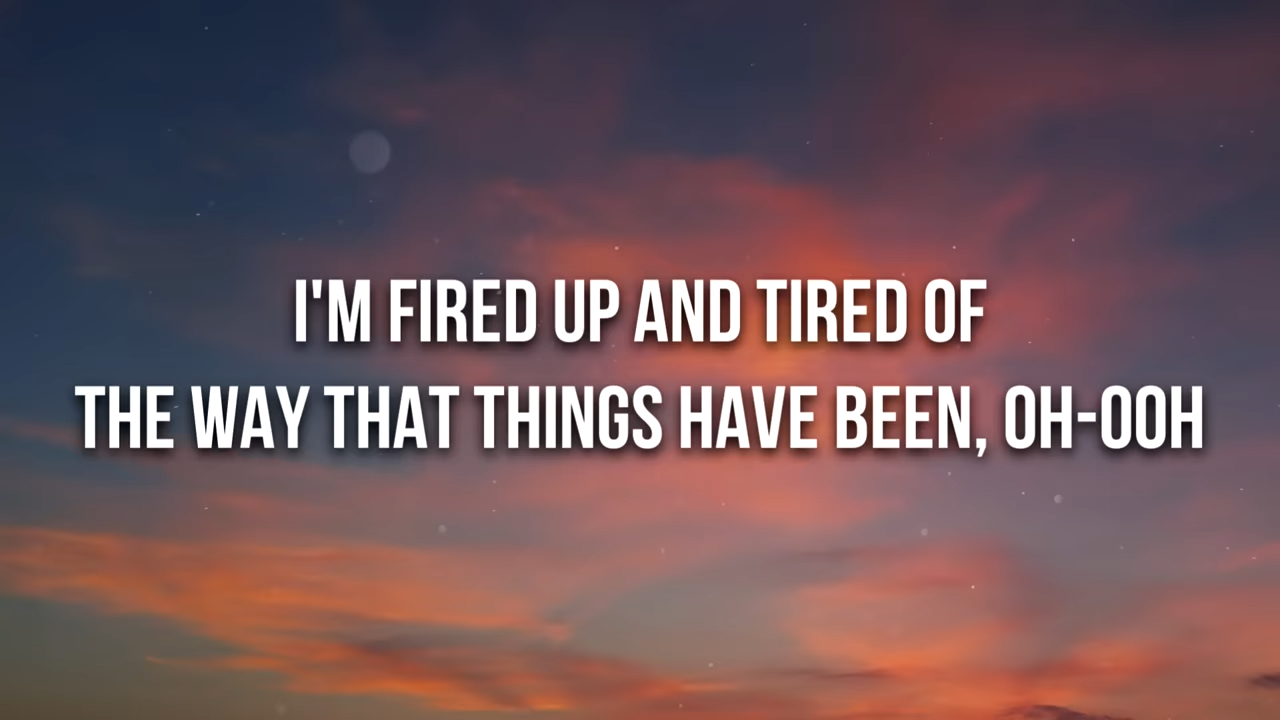 I'M FIRED UP AND TIRED OF
THE WAY THAT THINGS HAVE BEEN, OH-OOH